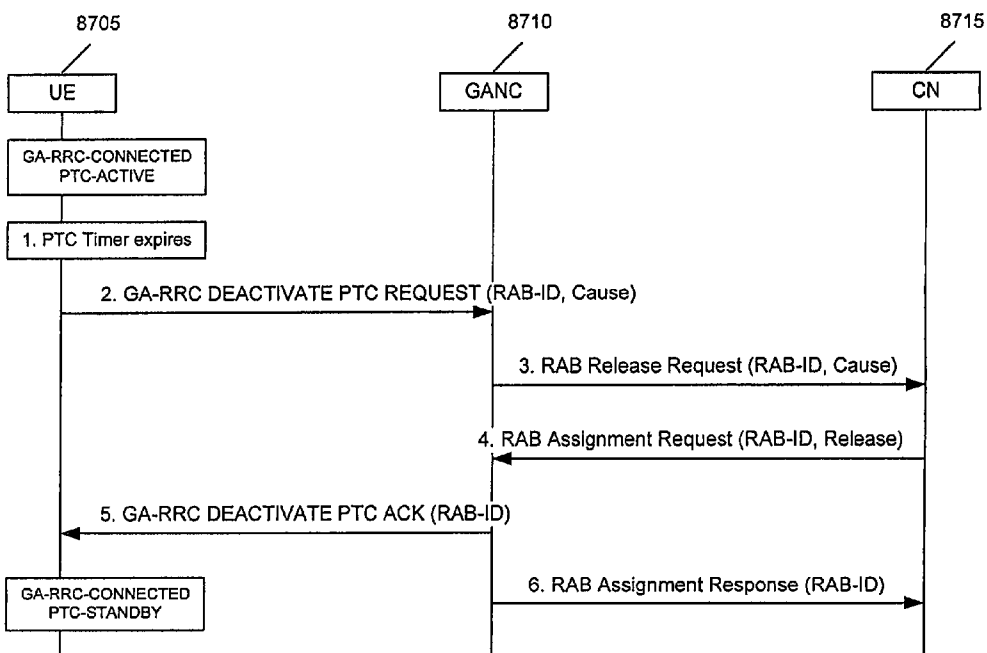 8705
8710
8715
UE
GANC
CN
GA-RRC-CONNECTED
PTC-ACTIVE
1. PTC Timer expires
2. GA-RRC DEACTIVATE PTC REQUEST (RAB-ID, Cause)
3. RAB Release Request (RAB-ID, Cause)
4. RAB Assignment Request (RAB-ID, Release)
5. GA-RRC DEACTIVATE PTC ACK (RAB-ID)
GA-RRC-CONNECTED
PTC-STANDBY
6. RAB Assignment Response (RAB-ID)